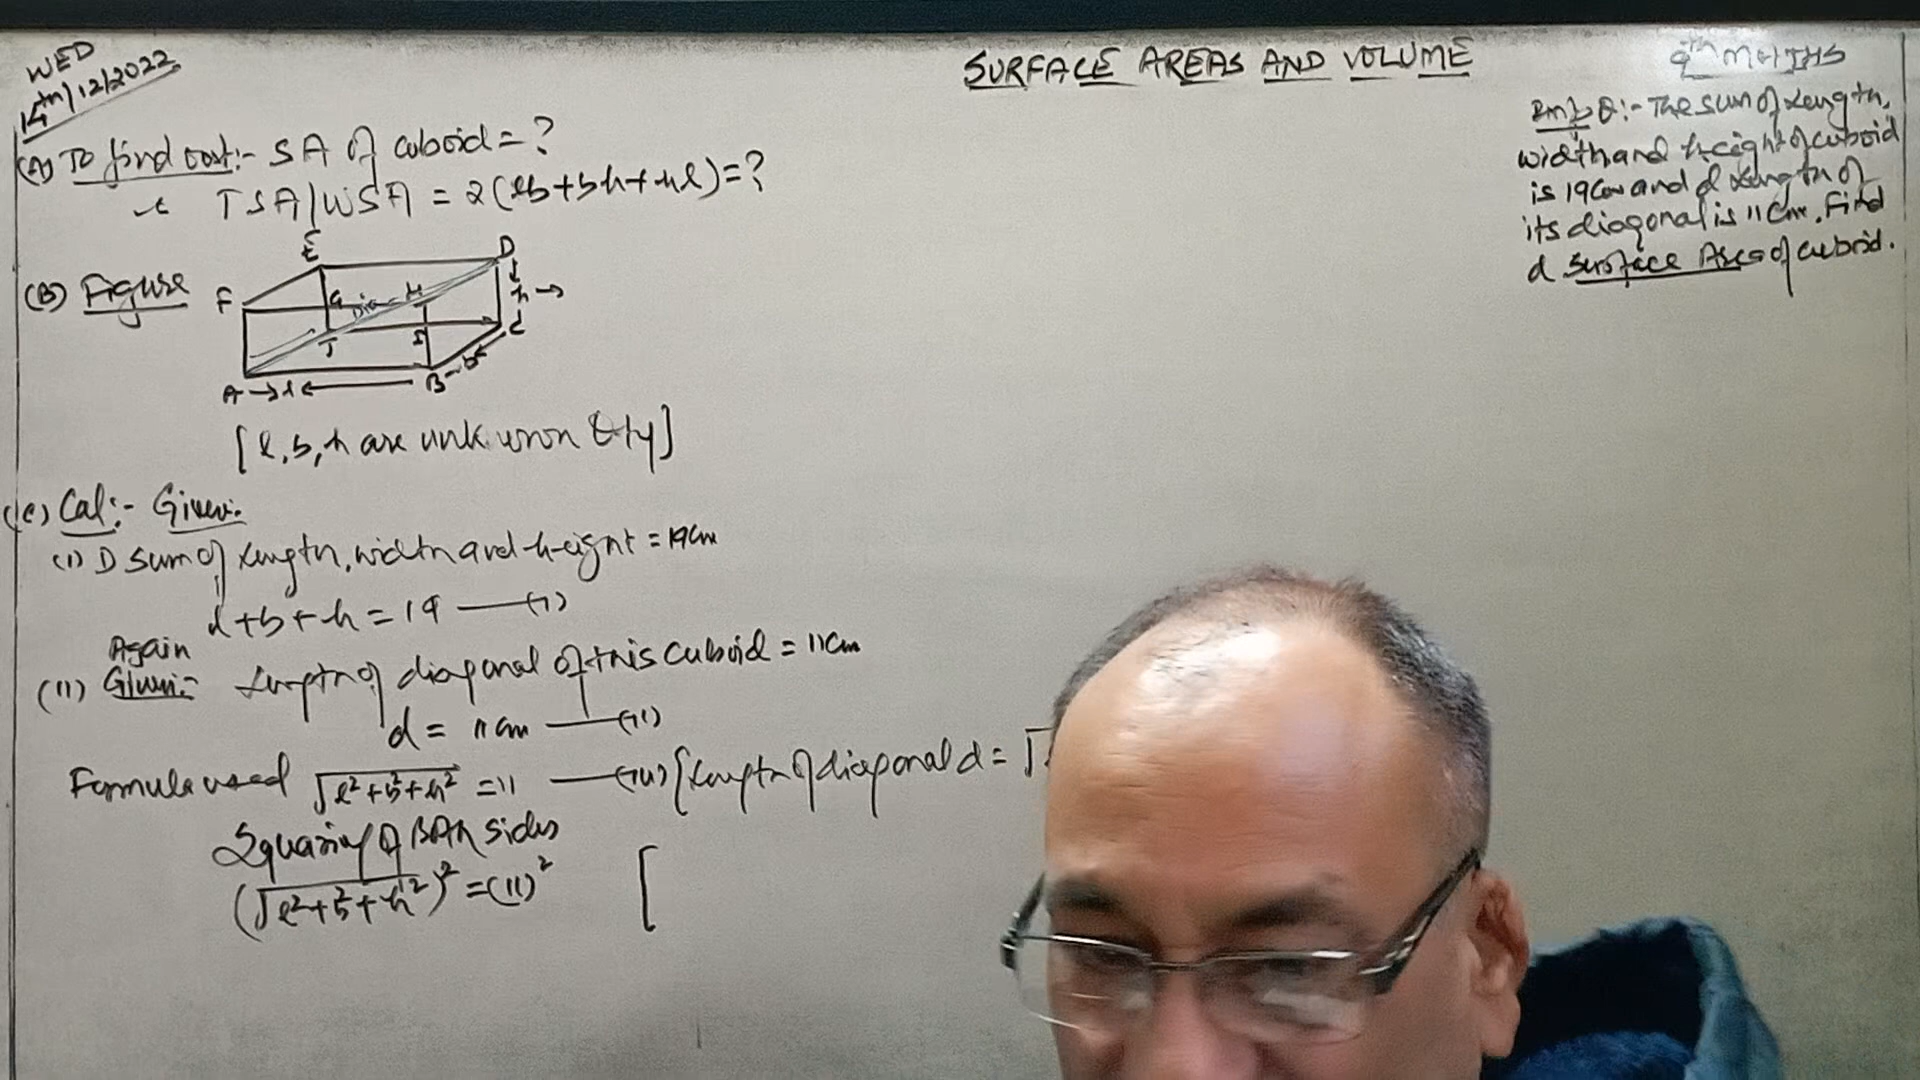 WED
14th/12/2022
SURFACE AREAS AND VOLUME
9th MATHS
Imp Q:- The sum of length,
width and height of cuboid
is 19cm and d length of
its diagonal is 11cm. Find
d Surface Area of cuboid.
(A) To find out:- SA of cuboid = ?
TSA/WSA = 2(lb+bh+hl) = ?
(B) Figure
E D
F G Dia H h
J I C
A l B b
[l, b, h are unknown Qty]
(C) Cal:- Given:
(i) D sum of length, width and height = 19cm
l+b+h = 19 —(i)
Again
(ii) Given:- Length of diagonal of this cuboid = 11cm
d = 11cm —(ii)
Formula used √l²+b²+h² = 11 —(iii) [Length of diagonal d = √
Squaring of Both sides
(√l²+b²+h²)² = (11)² [